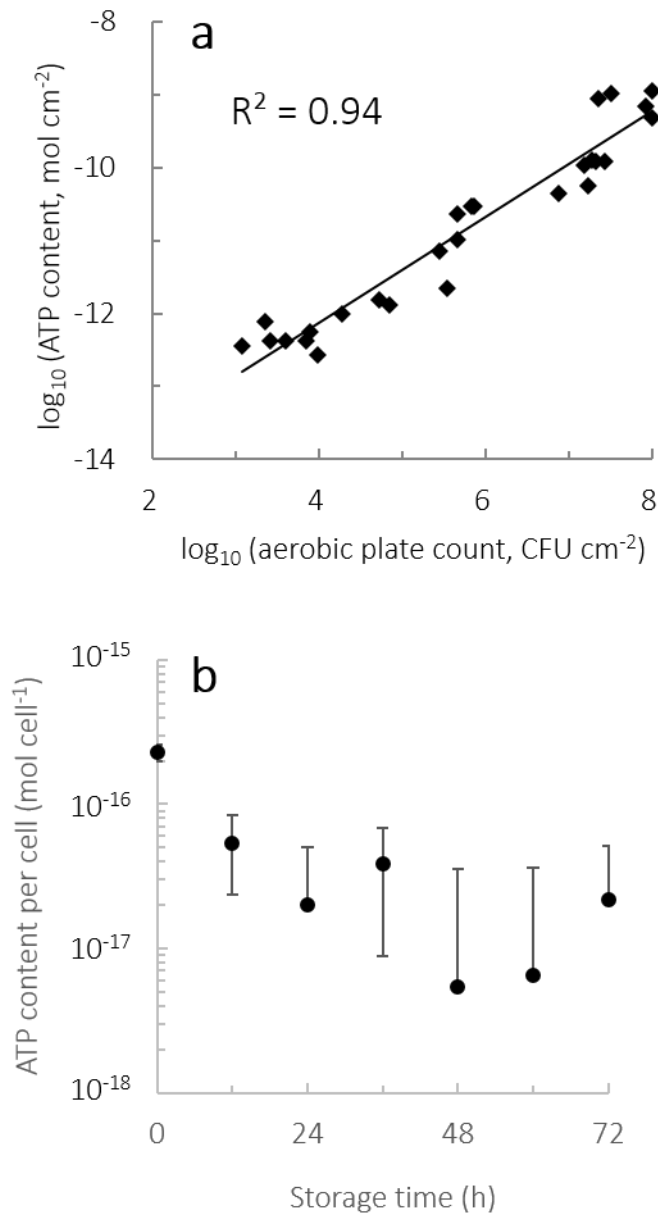 a
R² = 0.94
-8
-10
-12
-14
log₁₀ (ATP content, mol cm⁻²)
2 4 6 8
log₁₀ (aerobic plate count, CFU cm⁻²)
b
10⁻¹⁵
10⁻¹⁶
10⁻¹⁷
10⁻¹⁸
ATP content per cell (mol cell⁻¹)
0 24 48 72
Storage time (h)